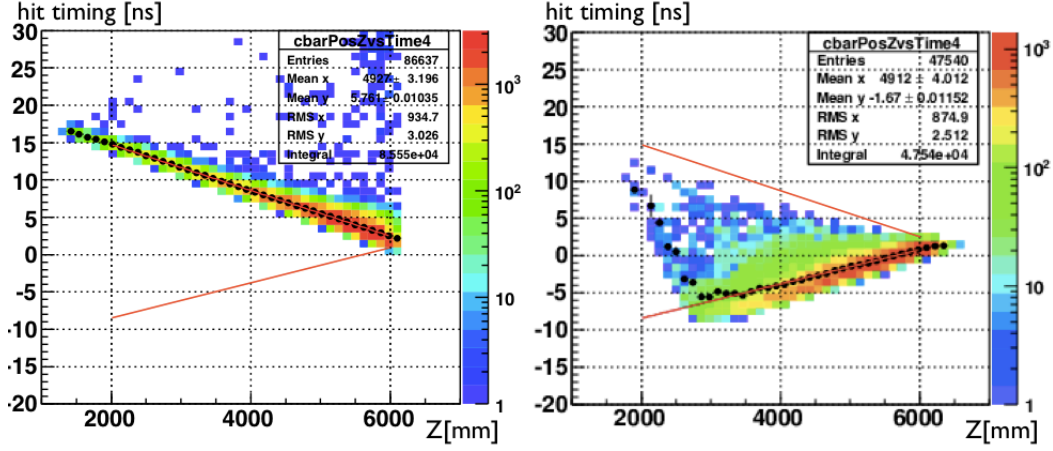 hit timing [ns]
30
25
20
15
10
5
0
-5
-10
-15
-20
2000
4000
6000
Z[mm]
cbarPosZvsTime4
Entries 86637
Mean x 4927 ± 3.196
Mean y 5.761 ± 0.01035
RMS x 934.7
RMS y 3.026
Integral 8.555e+04
10³
10²
10
1
hit timing [ns]
30
25
20
15
10
5
0
-5
-10
-15
-20
2000
4000
6000
Z[mm]
cbarPosZvsTime4
Entries 47540
Mean x 4912 ± 4.012
Mean y -1.67 ± 0.01152
RMS x 874.9
RMS y 2.512
Integral 4.754e+04
10³
10²
10
1